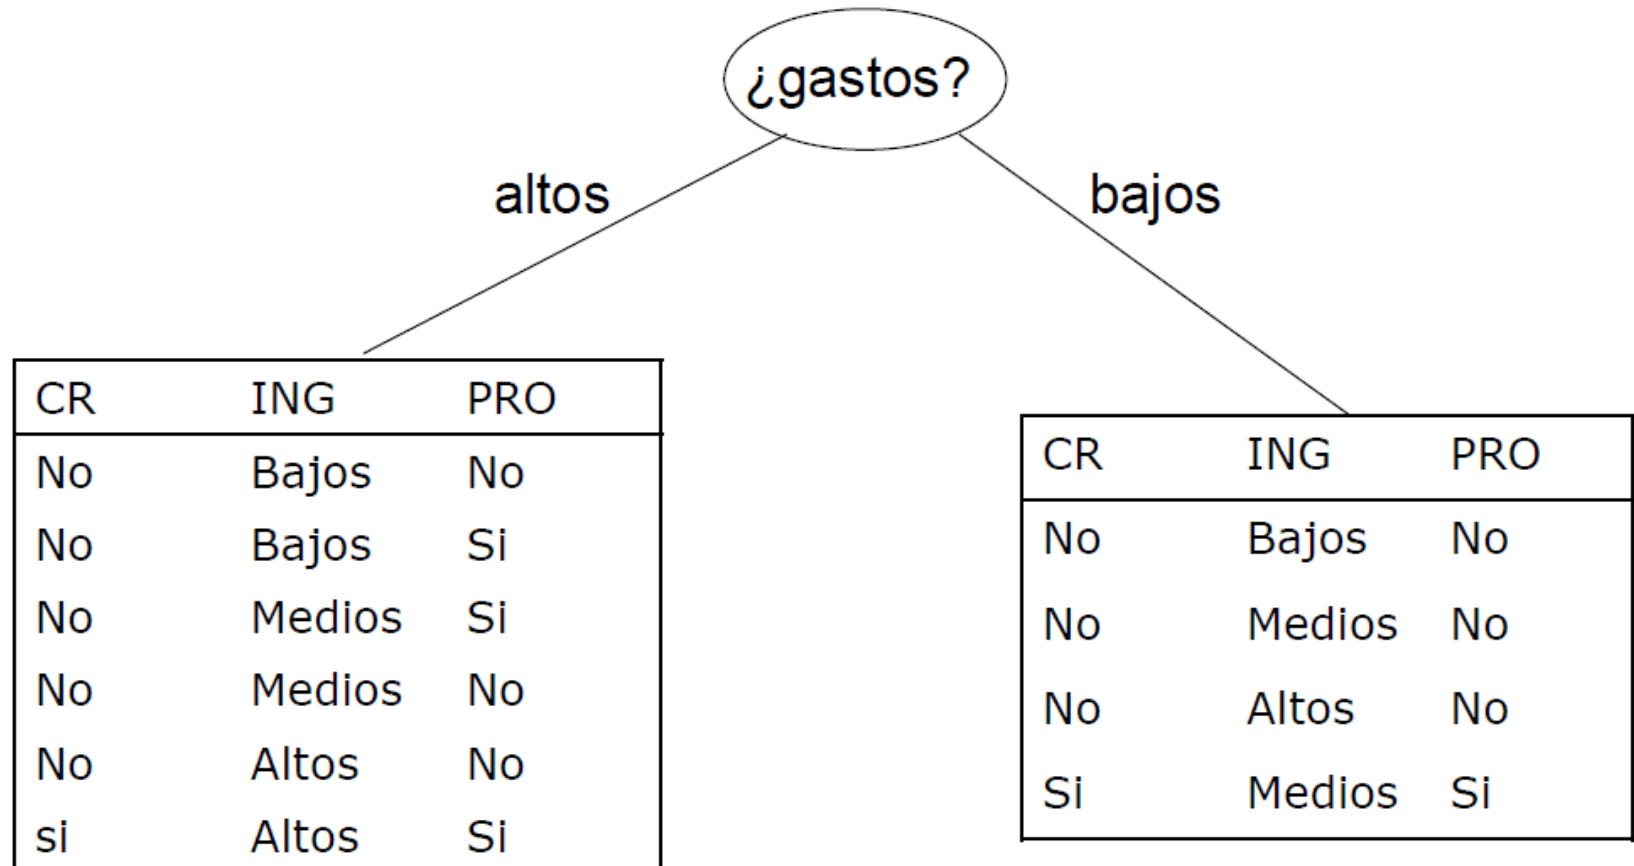 ¿gastos?
altos
bajos
CR ING PRO
No Bajos No
No Bajos Si
No Medios Si
No Medios No
No Altos No
si Altos Si
CR ING PRO
No Bajos No
No Medios No
No Altos No
Si Medios Si